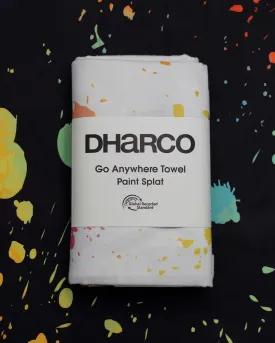 DHaRCO
Go Anywhere Towel
Paint Splat
Global Recycled
Standard